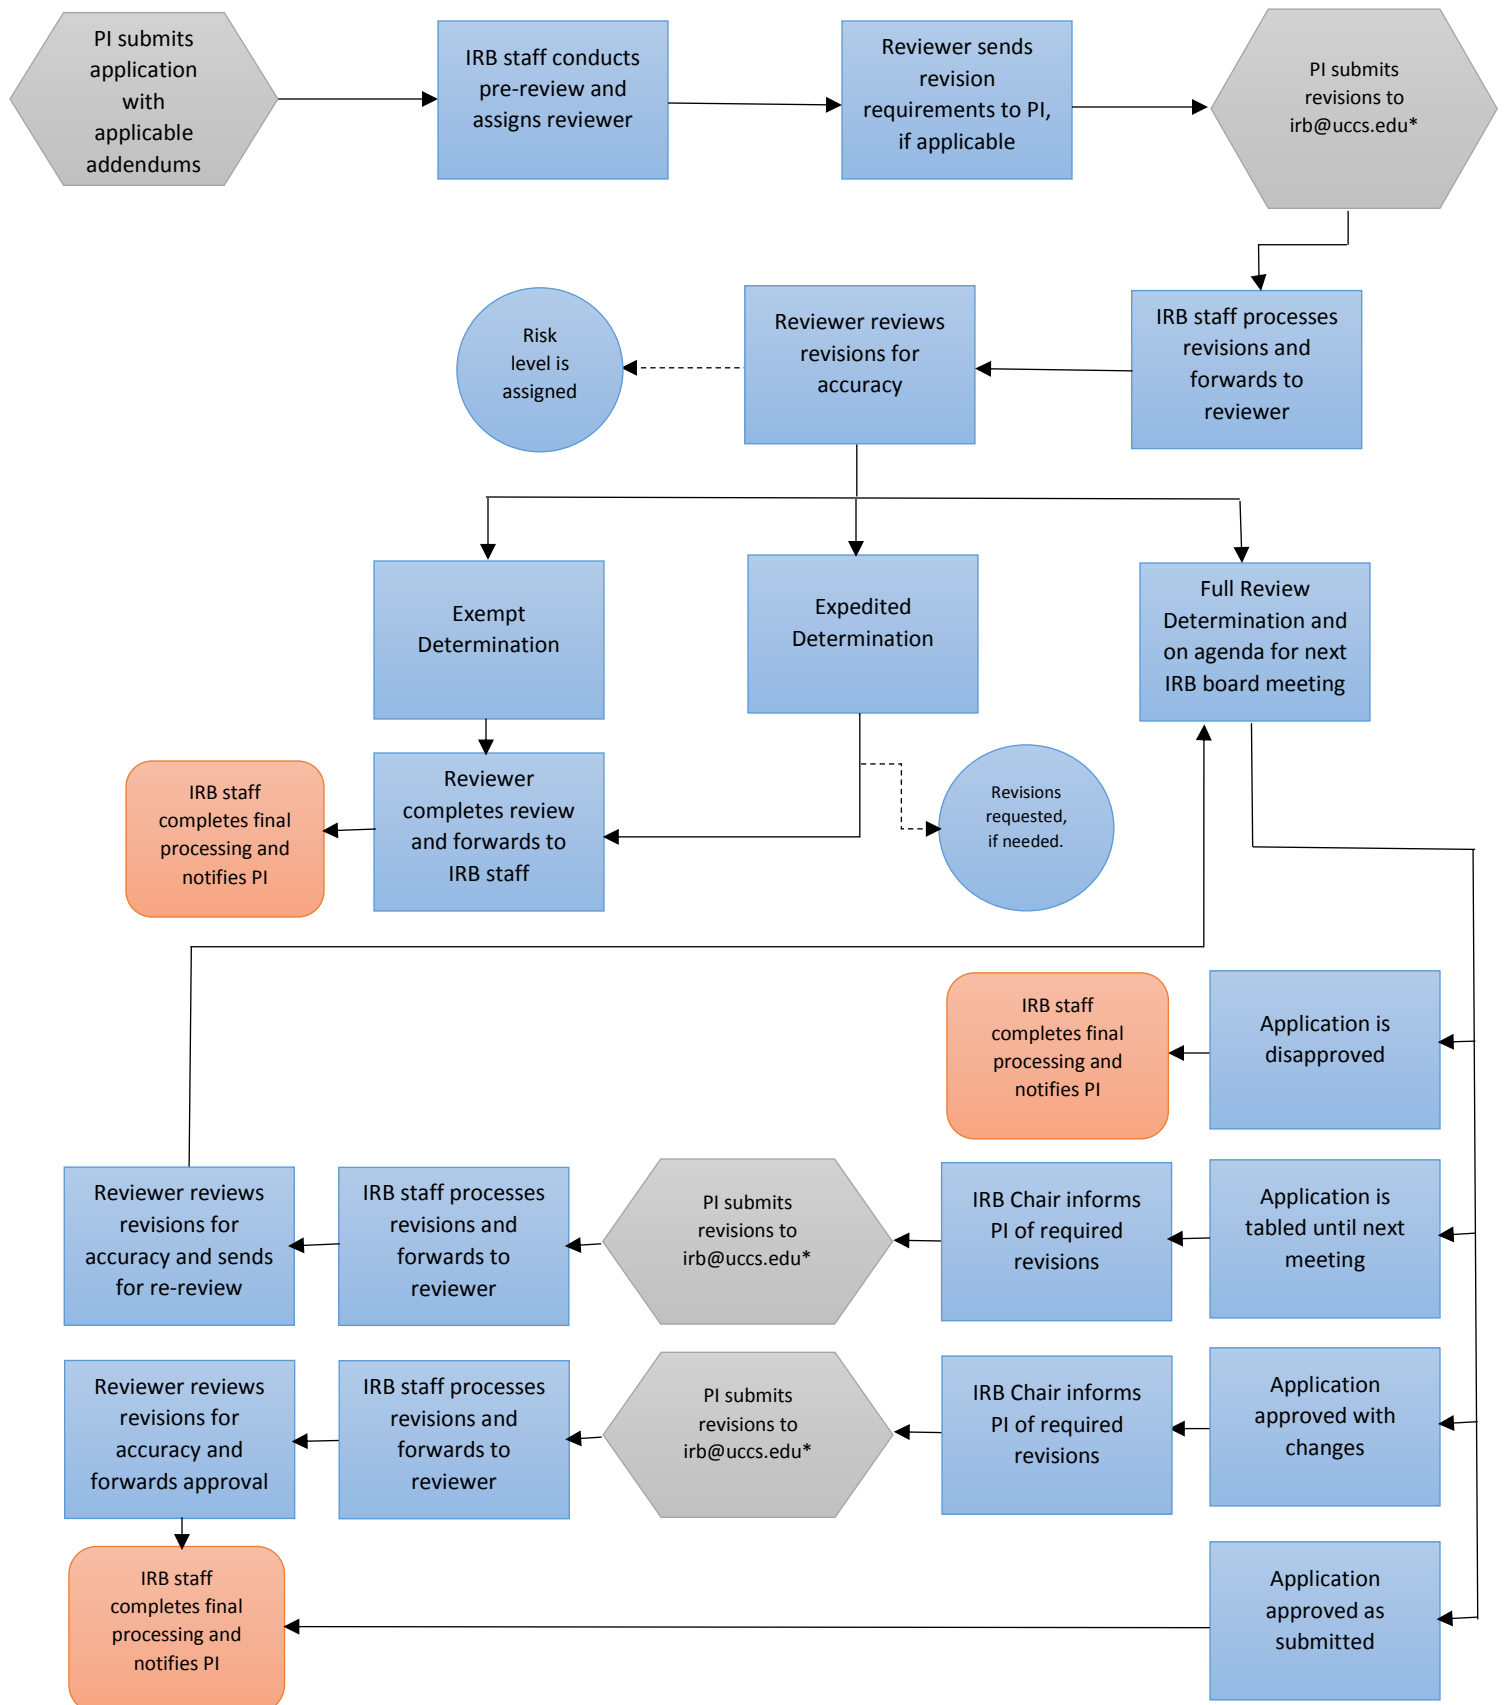 PI submits
application
with
applicable
addendums
IRB staff conducts
pre-review and
assigns reviewer
Reviewer sends
revision
requirements to PI,
if applicable
PI submits
revisions to
irb@uccs.edu*
Risk
level is
assigned
Reviewer reviews
revisions for
accuracy
IRB staff processes
revisions and
forwards to
reviewer
Exempt
Determination
Expedited
Determination
Full Review
Determination and
on agenda for next
IRB board meeting
IRB staff
completes final
processing and
notifies PI
Reviewer
completes review
and forwards to
IRB staff
Revisions
requested,
if needed.
IRB staff
completes final
processing and
notifies PI
Application is
disapproved
Reviewer reviews
revisions for
accuracy and sends
for re-review
IRB staff processes
revisions and
forwards to
reviewer
PI submits
revisions to
irb@uccs.edu*
IRB Chair informs
PI of required
revisions
Application is
tabled until next
meeting
Reviewer reviews
revisions for
accuracy and
forwards approval
IRB staff processes
revisions and
forwards to
reviewer
PI submits
revisions to
irb@uccs.edu*
IRB Chair informs
PI of required
revisions
Application
approved with
changes
IRB staff
completes final
processing and
notifies PI
Application
approved as
submitted